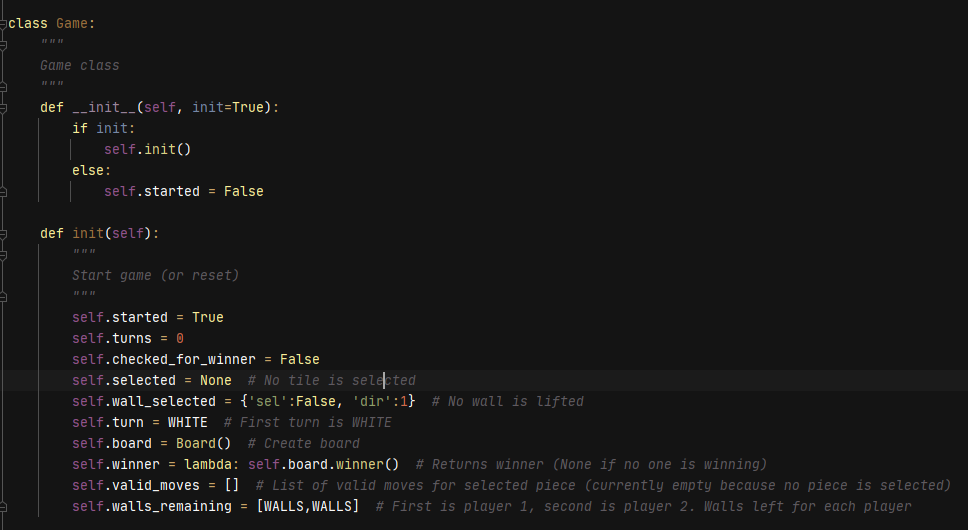 class Game:
    """
    Game class
    """
    def __init__(self, init=True):
        if init:
            self.init()
        else:
            self.started = False

    def init(self):
        """
        Start game (or reset)
        """
        self.started = True
        self.turns = 0
        self.checked_for_winner = False
        self.selected = None  # No tile is selected
        self.wall_selected = {'sel':False, 'dir':1}  # No wall is lifted
        self.turn = WHITE  # First turn is WHITE
        self.board = Board()  # Create board
        self.winner = lambda: self.board.winner()  # Returns winner (None if no one is winning)
        self.valid_moves = []  # List of valid moves for selected piece (currently empty because no piece is selected)
        self.walls_remaining = [WALLS,WALLS]  # First is player 1, second is player 2. Walls left for each player